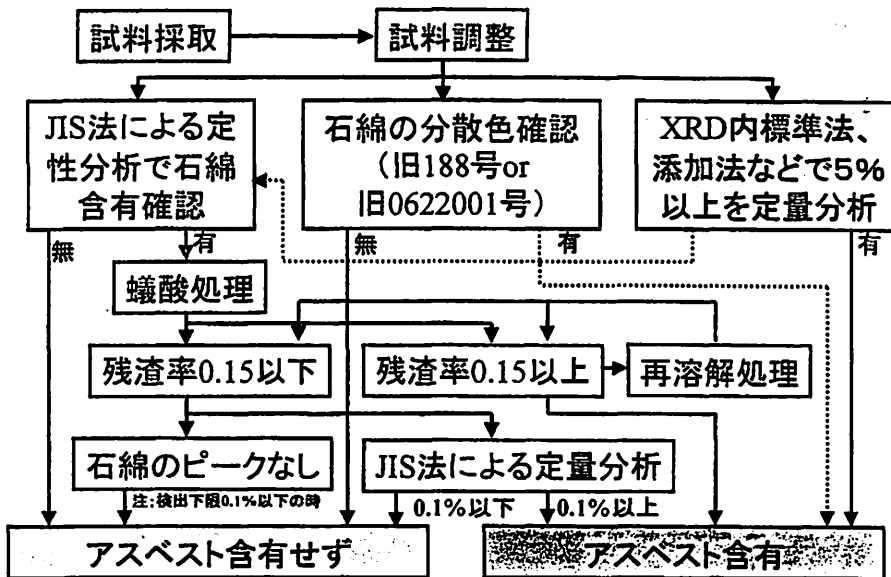 試料採取
試料調整
JIS法による定
性分析で石綿
含有確認
石綿の分散色確認
(旧188号or
旧0622001号)
XRD内標準法、
添加法などで5%
以上を定量分析
無
有
無
有
有
蟻酸処理
残渣率0.15以下
残渣率0.15以上
再溶解処理
石綿のピークなし
JIS法による定量分析
注:検出下限0.1%以下の時
0.1%以下
0.1%以上
アスベスト含有せず
アスベスト含有